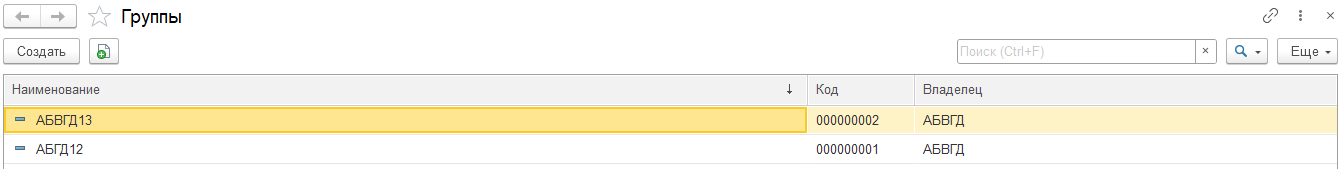 Группы
Создать Поиск (Ctrl+F) × Еще
Наименование ↓ Код Владелец
АБВГД13 000000002 АБВГД
АБГД12 000000001 АБВГД